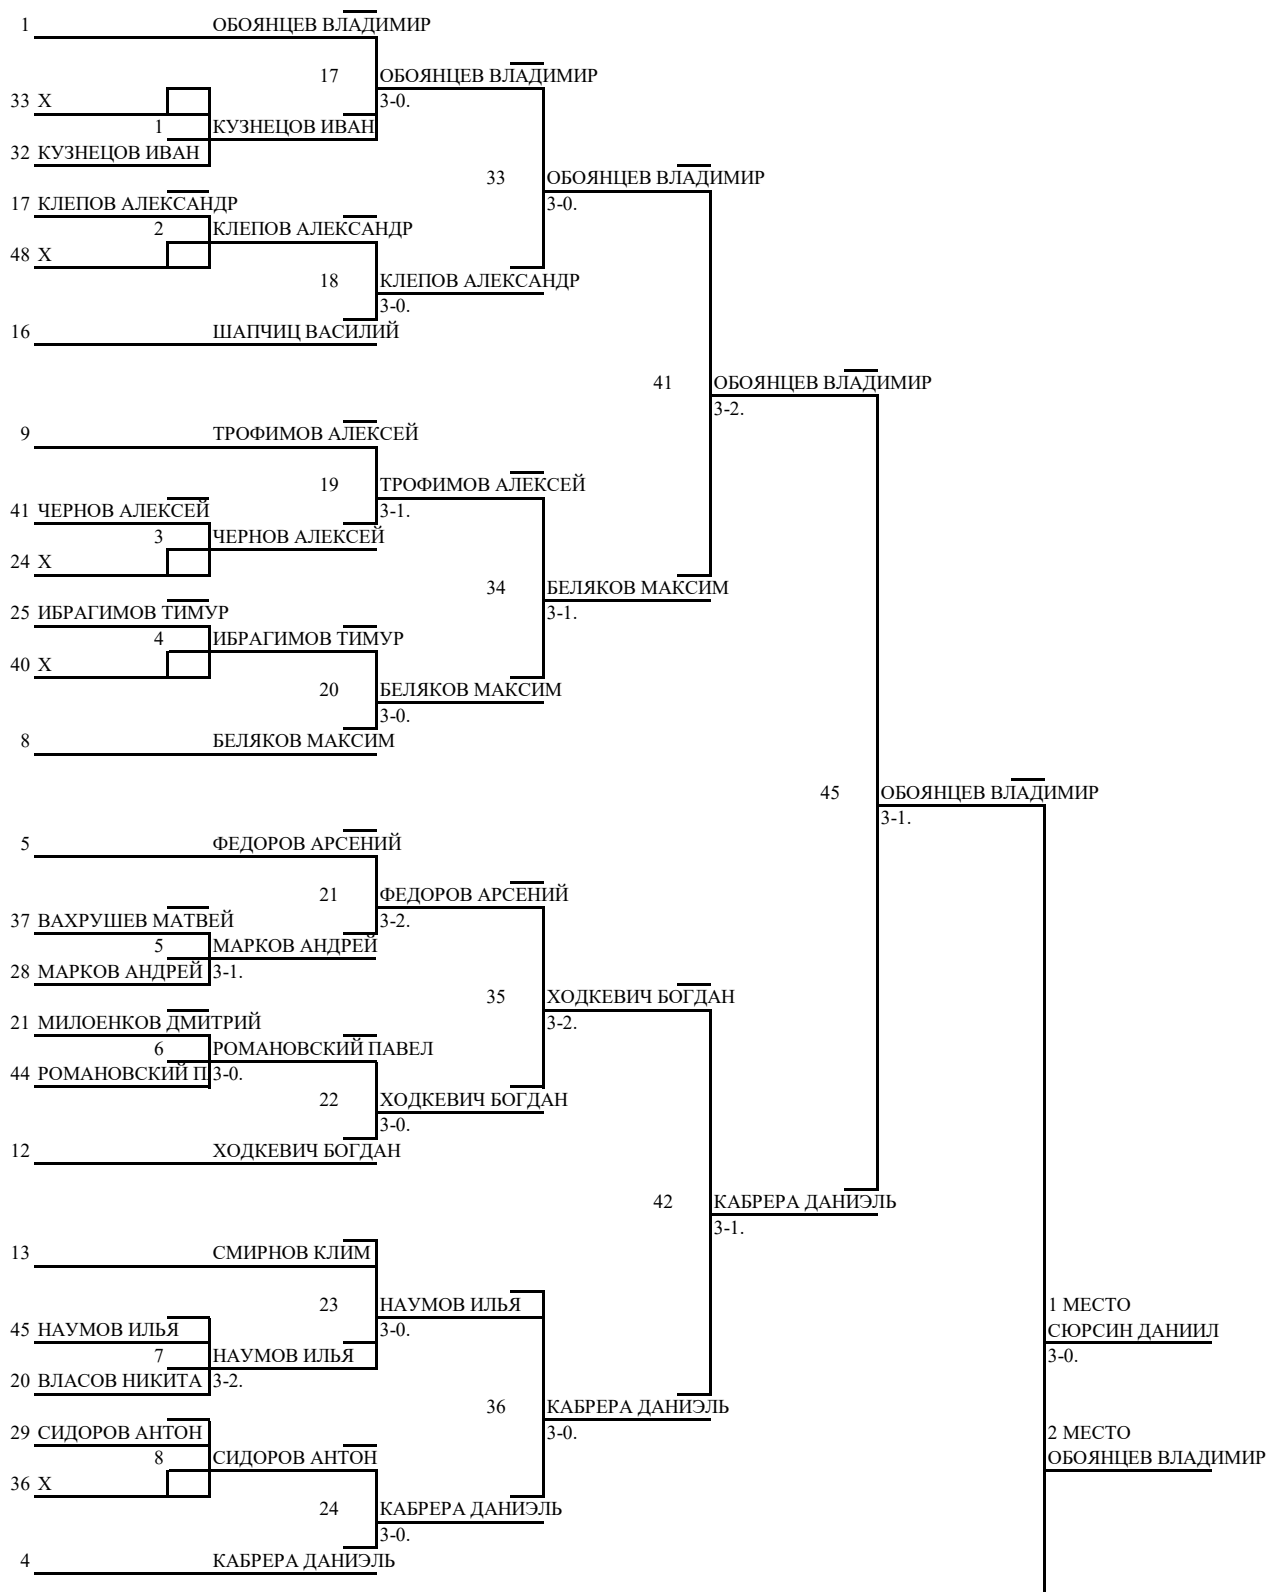 1 ОБОЯНЦЕВ ВЛАДИМИР
17 ОБОЯНЦЕВ ВЛАДИМИР
33 X 3-0.
1 КУЗНЕЦОВ ИВАН
32 КУЗНЕЦОВ ИВАН
33 ОБОЯНЦЕВ ВЛАДИМИР
17 КЛЕПОВ АЛЕКСАНДР 3-0.
2 КЛЕПОВ АЛЕКСАНДР
48 X
18 КЛЕПОВ АЛЕКСАНДР
3-0.
16 ШАПЧИЦ ВАСИЛИЙ
41 ОБОЯНЦЕВ ВЛАДИМИР
3-2.
9 ТРОФИМОВ АЛЕКСЕЙ
19 ТРОФИМОВ АЛЕКСЕЙ
41 ЧЕРНОВ АЛЕКСЕЙ 3-1.
3 ЧЕРНОВ АЛЕКСЕЙ
24 X
34 БЕЛЯКОВ МАКСИМ
25 ИБРАГИМОВ ТИМУР 3-1.
4 ИБРАГИМОВ ТИМУР
40 X
20 БЕЛЯКОВ МАКСИМ
3-0.
8 БЕЛЯКОВ МАКСИМ
45 ОБОЯНЦЕВ ВЛАДИМИР
3-1.
5 ФЕДОРОВ АРСЕНИЙ
21 ФЕДОРОВ АРСЕНИЙ
37 ВАХРУШЕВ МАТВЕЙ 3-2.
5 МАРКОВ АНДРЕЙ
28 МАРКОВ АНДРЕЙ 3-1.
35 ХОДКЕВИЧ БОГДАН
21 МИЛОЕНКОВ ДМИТРИЙ 3-2.
6 РОМАНОВСКИЙ ПАВЕЛ
44 РОМАНОВСКИЙ П 3-0.
22 ХОДКЕВИЧ БОГДАН
3-0.
12 ХОДКЕВИЧ БОГДАН
42 КАБРЕРА ДАНИЭЛЬ
3-1.
13 СМИРНОВ КЛИМ
23 НАУМОВ ИЛЬЯ 1 МЕСТО
45 НАУМОВ ИЛЬЯ 3-0. СЮРСИН ДАНИИЛ
7 НАУМОВ ИЛЬЯ 3-0.
20 ВЛАСОВ НИКИТА 3-2.
36 КАБРЕРА ДАНИЭЛЬ
29 СИДОРОВ АНТОН 3-0. 2 МЕСТО
8 СИДОРОВ АНТОН ОБОЯНЦЕВ ВЛАДИМИР
36 X
24 КАБРЕРА ДАНИЭЛЬ
3-0.
4 КАБРЕРА ДАНИЭЛЬ